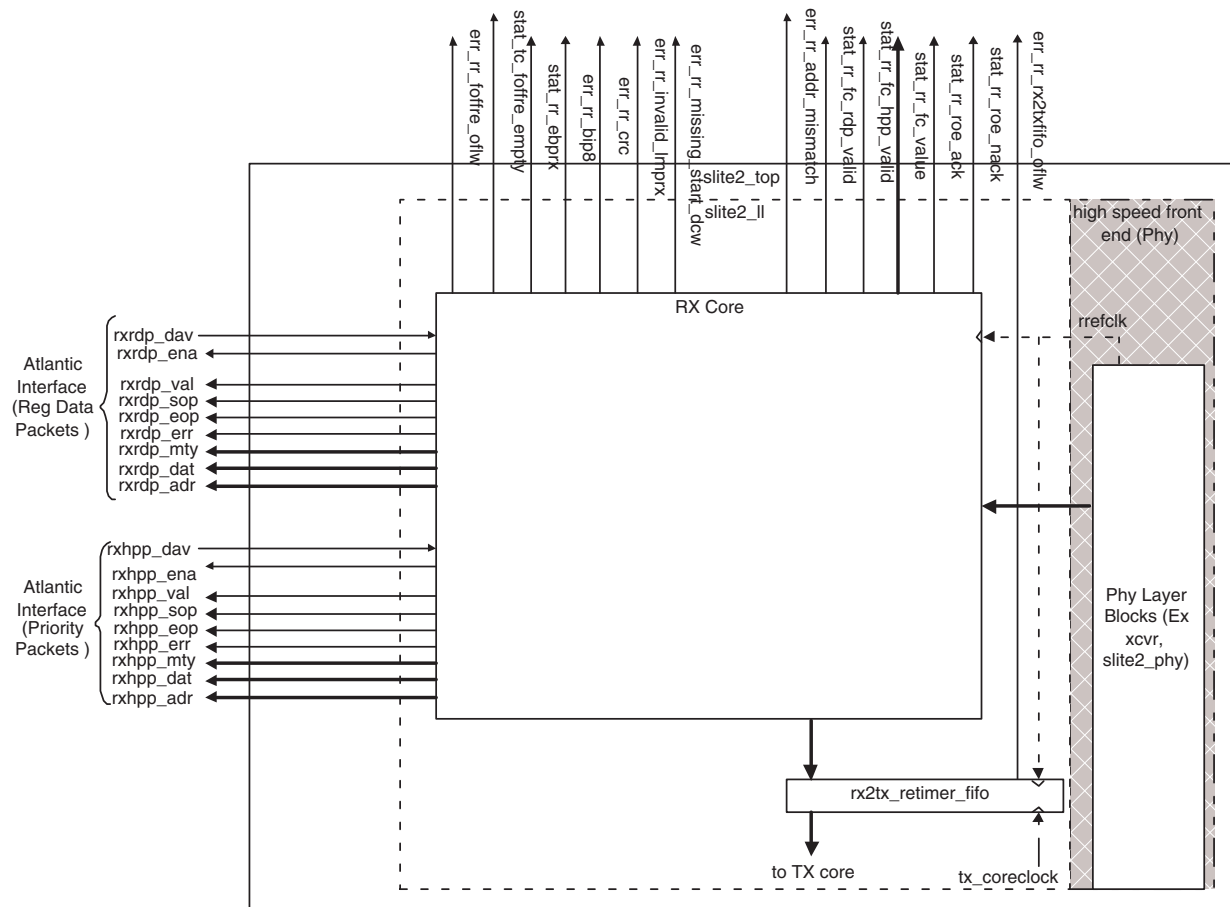 err_rr_foffre_oflw
stat_tc_foffre_empty
stat_rr_ebprx
err_rr_bip8
err_rr_crc
err_rr_invalid_lmprx
err_rr_missing_start_dcw
err_rr_addr_mismatch
stat_rr_fc_rdp_valid
stat_rr_fc_hpp_valid
stat_rr_fc_value
stat_rr_roe_ack
stat_rr_roe_nack
err_rr_rx2txfifo_oflw
slite2_top
slite2_ll
high speed front
end (Phy)
RX Core
rrefclk
Atlantic
Interface
(Reg Data
Packets )
rxrdp_dav
rxrdp_ena
rxrdp_val
rxrdp_sop
rxrdp_eop
rxrdp_err
rxrdp_mty
rxrdp_dat
rxrdp_adr
Atlantic
Interface
(Priority
Packets )
rxhpp_dav
rxhpp_ena
rxhpp_val
rxhpp_sop
rxhpp_eop
rxhpp_err
rxhpp_mty
rxhpp_dat
rxhpp_adr
Phy Layer
Blocks (Ex
xcvr,
slite2_phy)
rx2tx_retimer_fifo
to TX core
tx_coreclock